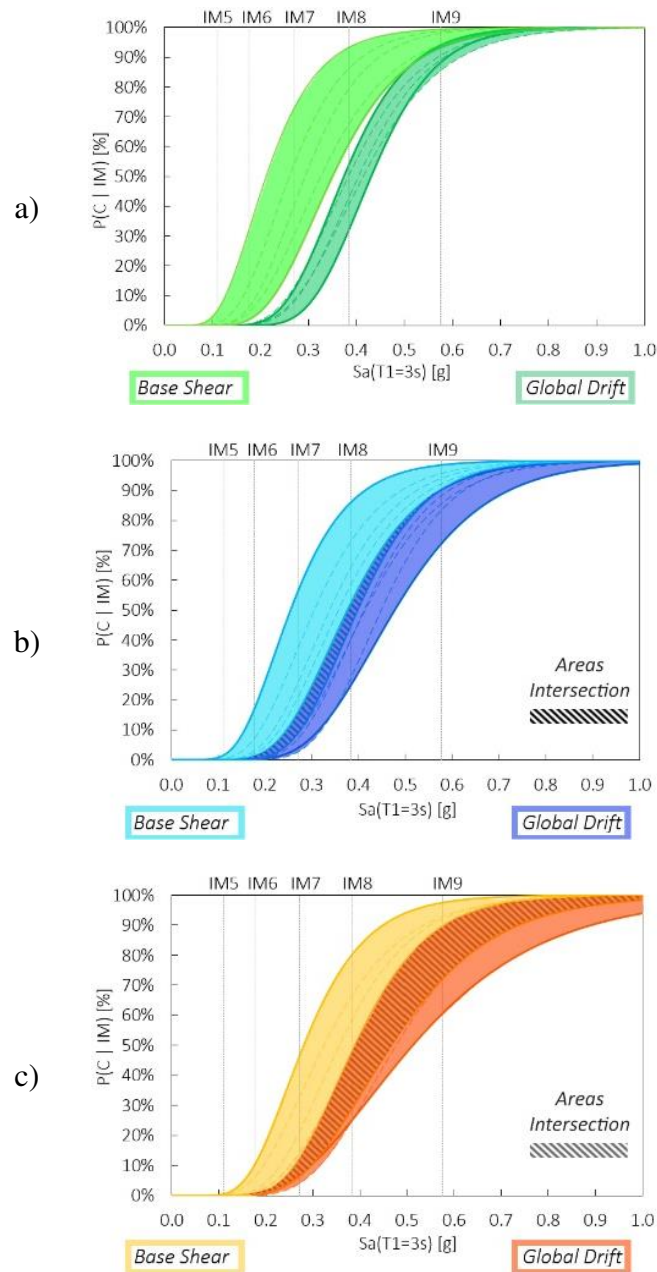 a)
IM5 IM6 IM7 IM8 IM9
100%
90%
80%
70%
60%
50%
40%
30%
20%
10%
0%
P(C | IM) [%]
0.0 0.1 0.2 0.3 0.4 0.5 0.6 0.7 0.8 0.9 1.0
Sa(T1=3s) [g]
Base Shear
Global Drift
b)
IM5 IM6 IM7 IM8 IM9
100%
90%
80%
70%
60%
50%
40%
30%
20%
10%
0%
P(C | IM) [%]
Areas
Intersection
0.0 0.1 0.2 0.3 0.4 0.5 0.6 0.7 0.8 0.9 1.0
Sa(T1=3s) [g]
Base Shear
Global Drift
c)
IM5 IM6 IM7 IM8 IM9
100%
90%
80%
70%
60%
50%
40%
30%
20%
10%
0%
P(C | IM) [%]
Areas
Intersection
0.0 0.1 0.2 0.3 0.4 0.5 0.6 0.7 0.8 0.9 1.0
Sa(T1=3s) [g]
Base Shear
Global Drift